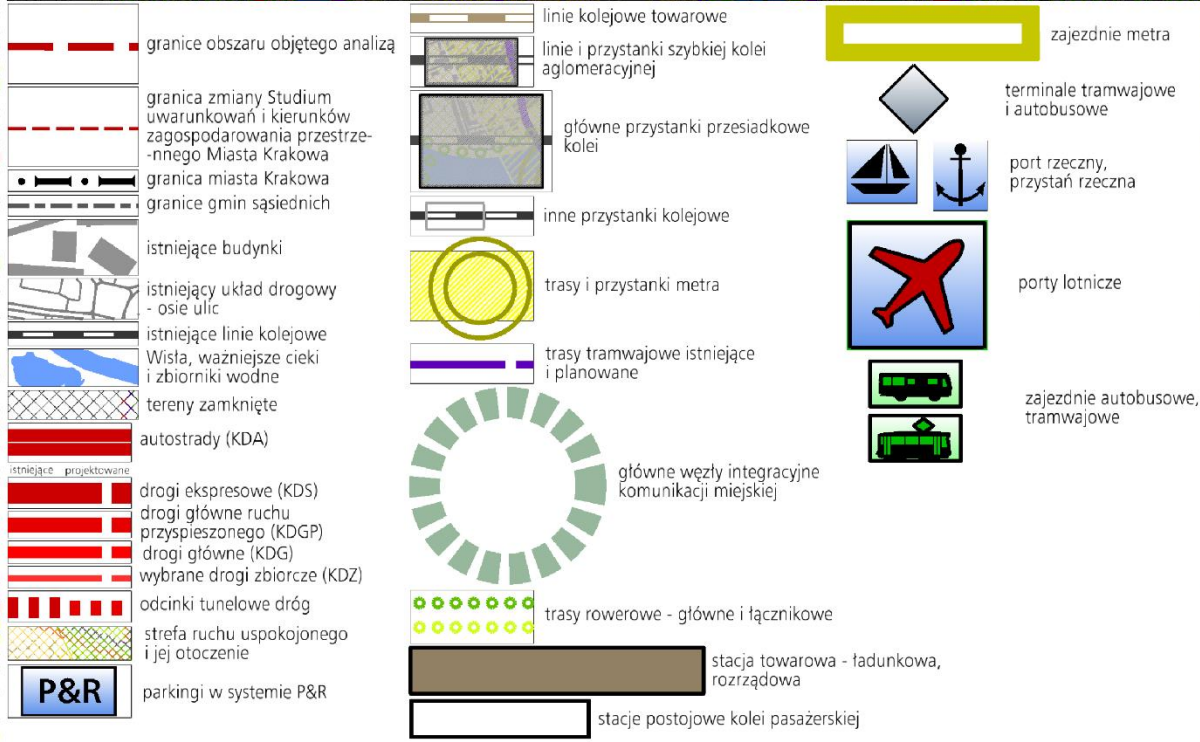 granice obszaru objętego analizą
granica zmiany Studium
uwarunkowań i kierunków
zagospodarowania przestrze-
-nnego Miasta Krakowa
granica miasta Krakowa
granice gmin sąsiednich
istniejące budynki
istniejący układ drogowy
- osie ulic
istniejące linie kolejowe
Wisła, ważniejsze cieki
i zbiorniki wodne
tereny zamknięte
autostrady (KDA)
istniejące projektowane
drogi ekspresowe (KDS)
drogi główne ruchu
przyspieszonego (KDGP)
drogi główne (KDG)
wybrane drogi zbiorcze (KDZ)
odcinki tunelowe dróg
strefa ruchu uspokojonego
i jej otoczenie
P&R
parkingi w systemie P&R
linie kolejowe towarowe
linie i przystanki szybkiej kolei
aglomeracyjnej
główne przystanki przesiadkowe
kolei
inne przystanki kolejowe
trasy i przystanki metra
trasy tramwajowe istniejące
i planowane
główne węzły integracyjne
komunikacji miejskiej
trasy rowerowe - główne i łącznikowe
stacja towarowa - ładunkowa,
rozrządowa
stacje postojowe kolei pasażerskiej
zajezdnie metra
terminale tramwajowe
i autobusowe
port rzeczny,
przystań rzeczna
porty lotnicze
zajezdnie autobusowe,
tramwajowe